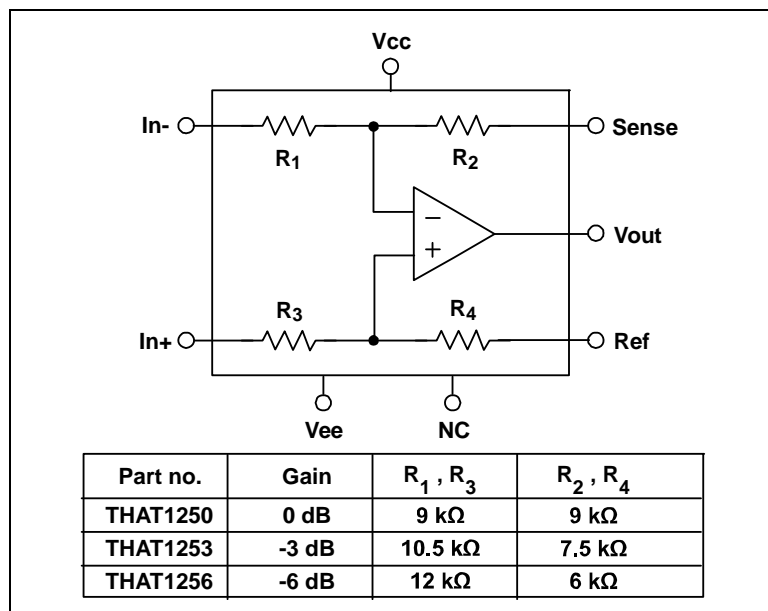 Vcc
In-
Sense
R1
R2
−
Vout
+
R3
R4
In+
Ref
Vee
NC
Part no. Gain R1 , R3 R2 , R4
THAT1250 0 dB 9 kΩ 9 kΩ
THAT1253 -3 dB 10.5 kΩ 7.5 kΩ
THAT1256 -6 dB 12 kΩ 6 kΩ